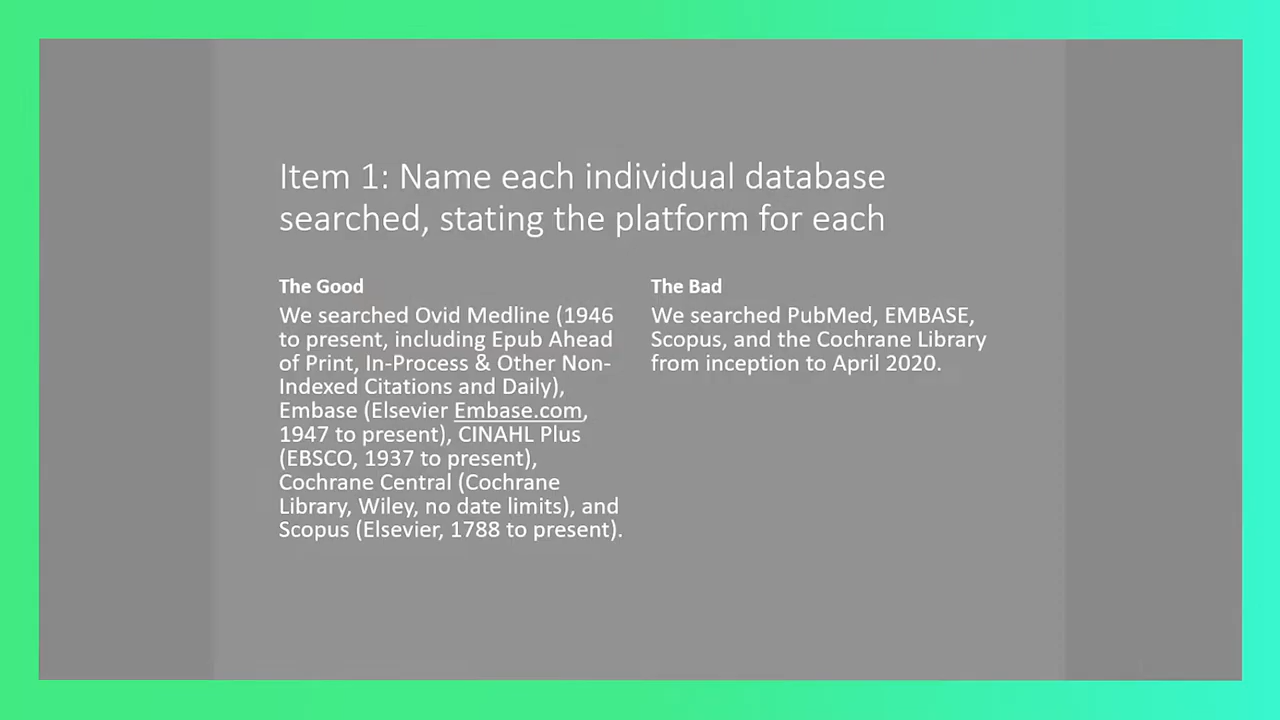 Item 1: Name each individual database
searched, stating the platform for each
The Good
We searched Ovid Medline (1946
to present, including Epub Ahead
of Print, In-Process & Other Non-
Indexed Citations and Daily),
Embase (Elsevier Embase.com,
1947 to present), CINAHL Plus
(EBSCO, 1937 to present),
Cochrane Central (Cochrane
Library, Wiley, no date limits), and
Scopus (Elsevier, 1788 to present).
The Bad
We searched PubMed, EMBASE,
Scopus, and the Cochrane Library
from inception to April 2020.